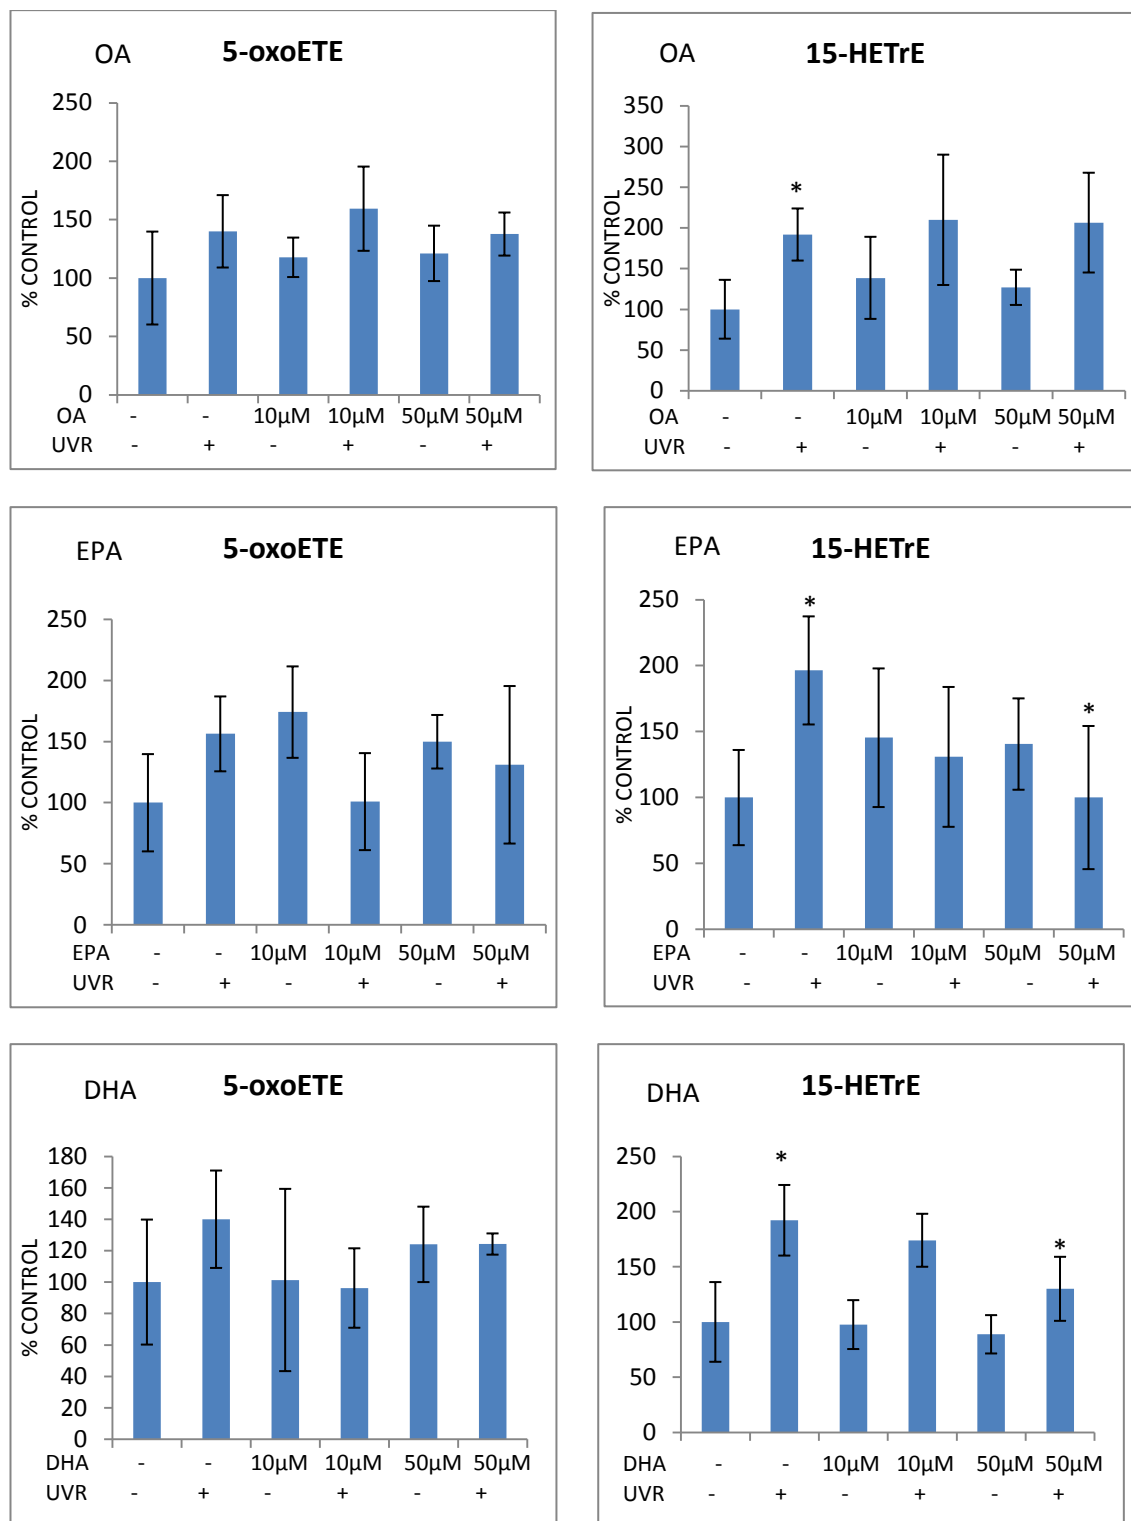 OA 5-oxoETE
% CONTROL
250
200
150
100
50
0
OA - - 10µM 10µM 50µM 50µM
UVR - + - + - +
OA 15-HETrE
% CONTROL
350
300
250
200
150
100
50
0
*
OA - - 10µM 10µM 50µM 50µM
UVR - + - + - +
EPA 5-oxoETE
% CONTROL
250
200
150
100
50
0
EPA - - 10µM 10µM 50µM 50µM
UVR - + - + - +
EPA 15-HETrE
% CONTROL
250
200
150
100
50
0
* *
EPA - - 10µM 10µM 50µM 50µM
UVR - + - + - +
DHA 5-oxoETE
% CONTROL
180
160
140
120
100
80
60
40
20
0
DHA - - 10µM 10µM 50µM 50µM
UVR - + - + - +
DHA 15-HETrE
% CONTROL
250
200
150
100
50
0
* *
DHA - - 10µM 10µM 50µM 50µM
UVR - + - + - +